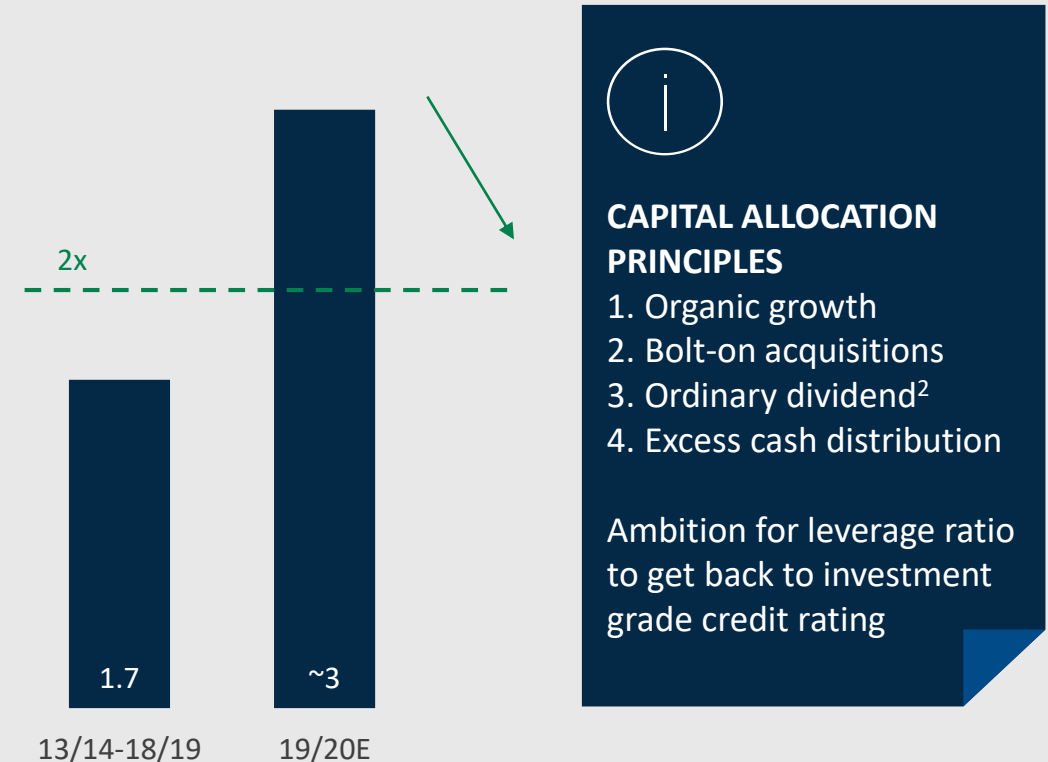 2x
1.7
~3
13/14-18/19
19/20E
i
CAPITAL ALLOCATION
PRINCIPLES
1. Organic growth
2. Bolt-on acquisitions
3. Ordinary dividend²
4. Excess cash distribution
Ambition for leverage ratio
to get back to investment
grade credit rating